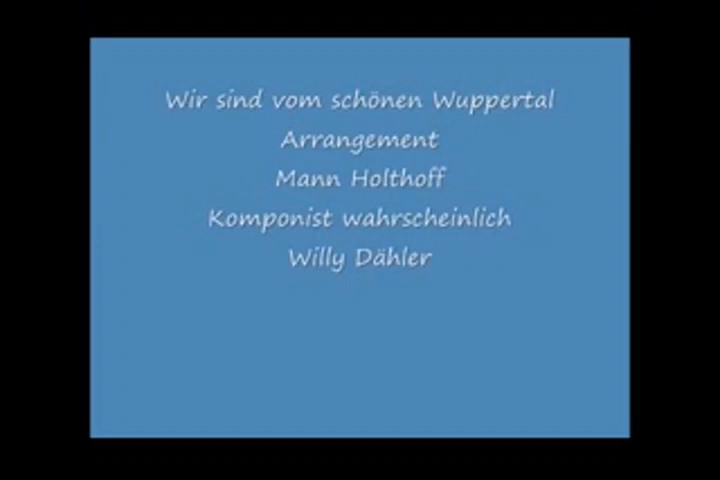 Wir sind vom schönen Wuppertal
Arrangement
Mann Holthoff
Komponist wahrscheinlich
Willy Dähler